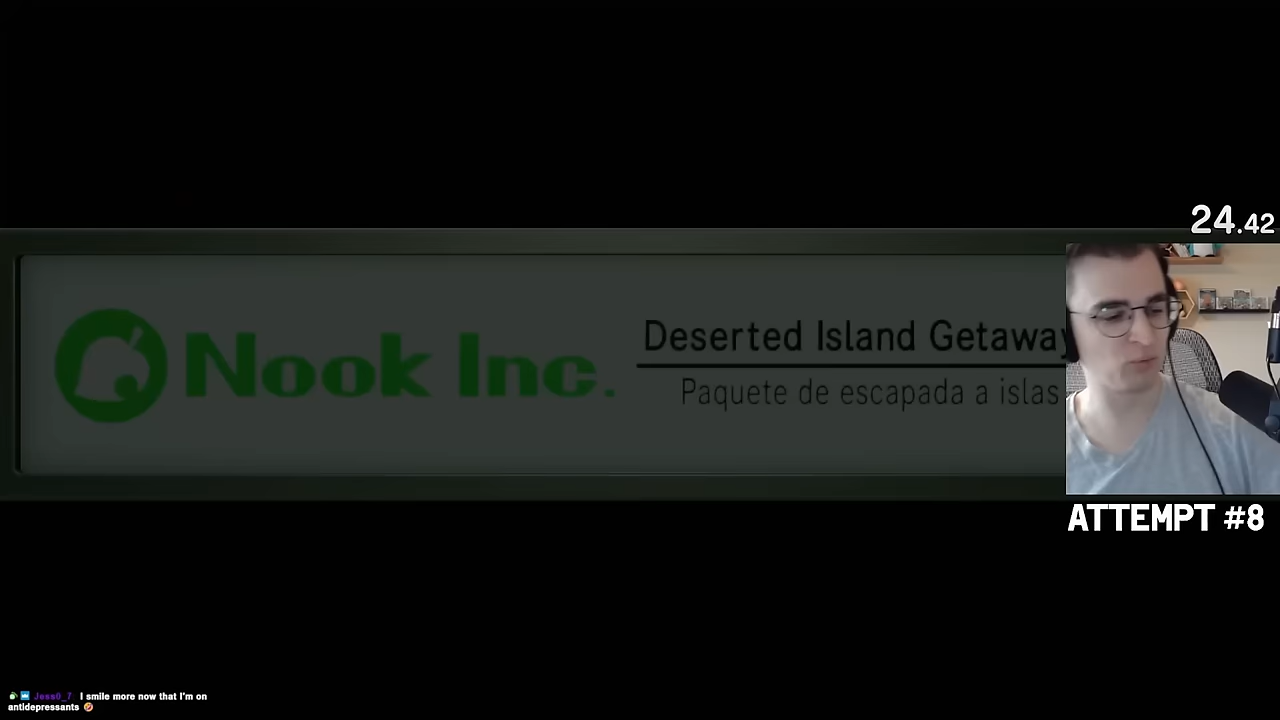 24.42
Nook Inc.
Deserted Island Getaway
Paquete de escapada a islas
ATTEMPT #8
Jess0_7 I smile more now that I'm on
antidepressants 🤣